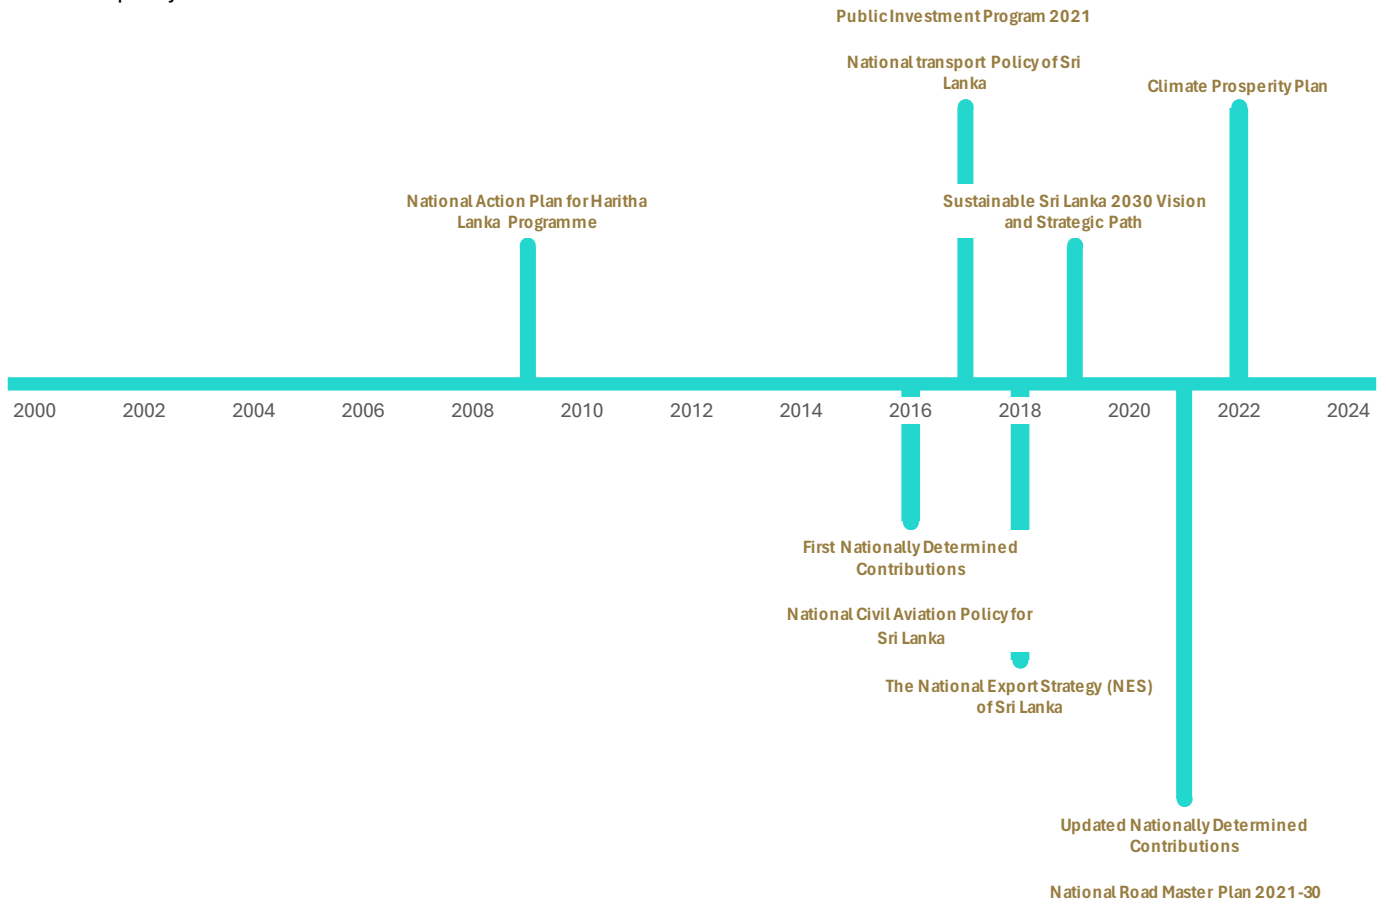 Public Investment Program 2021
National transport Policy of Sri
Lanka
Climate Prosperity Plan
National Action Plan for Haritha
Lanka Programme
Sustainable Sri Lanka 2030 Vision
and Strategic Path
2000 2002 2004 2006 2008 2010 2012 2014 2016 2018 2020 2022 2024
First Nationally Determined
Contributions
National Civil Aviation Policy for
Sri Lanka
The National Export Strategy (NES)
of Sri Lanka
Updated Nationally Determined
Contributions
National Road Master Plan 2021-30